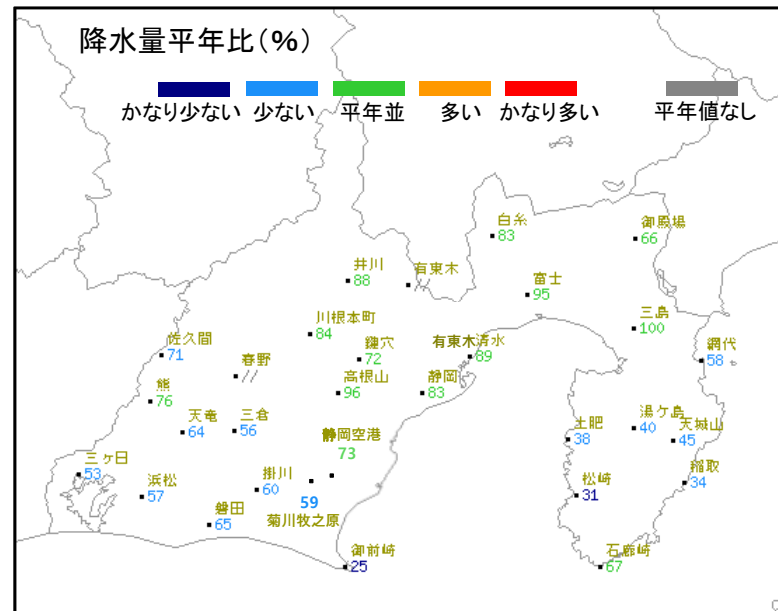 降水量平年比(%)
かなり少ない 少ない 平年並 多い かなり多い 平年値なし
白糸
83
御殿場
66
井川
88
有東木
//
富士
95
川根本町
84
三島
100
佐久間
71
春野
//
鍵穴
72
有東木清水
89
網代
58
熊
76
高根山
96
静岡
83
天竜
64
三倉
56
土肥
38
湯ケ島
40
天城山
45
静岡空港
73
三ヶ日
53
浜松
57
掛川
60
59
菊川牧之原
松崎
31
稲取
34
磐田
65
御前崎
25
石廊崎
67